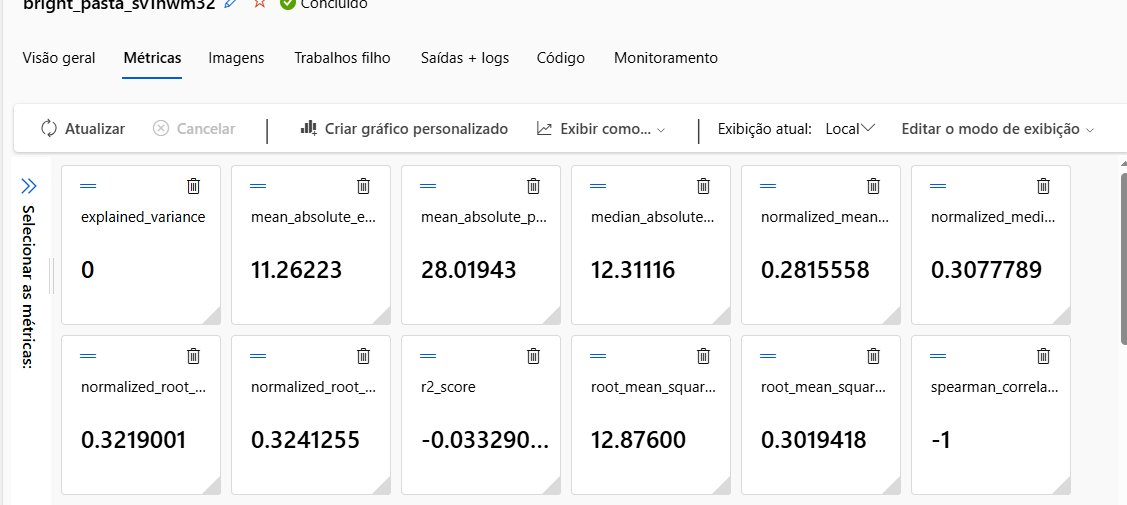 bright_pasta_sv1hwm32 Concluído
Visão geral Métricas Imagens Trabalhos filho Saídas + logs Código Monitoramento
Atualizar Cancelar Criar gráfico personalizado Exibir como... Exibição atual: Local Editar o modo de exibição
Selecionar as métricas:
explained_variance mean_absolute_e... mean_absolute_p... median_absolute... normalized_mean... normalized_medi...
0 11.26223 28.01943 12.31116 0.2815558 0.3077789
normalized_root_... normalized_root_... r2_score root_mean_squar... root_mean_squar... spearman_correla...
0.3219001 0.3241255 -0.033290... 12.87600 0.3019418 -1